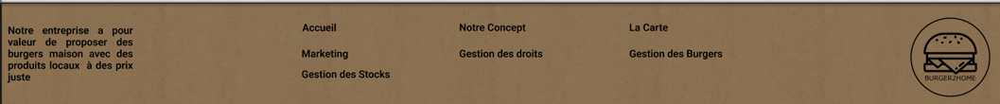 Notre entreprise a pour
valeur de proposer des
burgers maison avec des
produits locaux à des prix
juste
Accueil
Notre Concept
La Carte
Marketing
Gestion des droits
Gestion des Burgers
Gestion des Stocks
BURGER2HOME